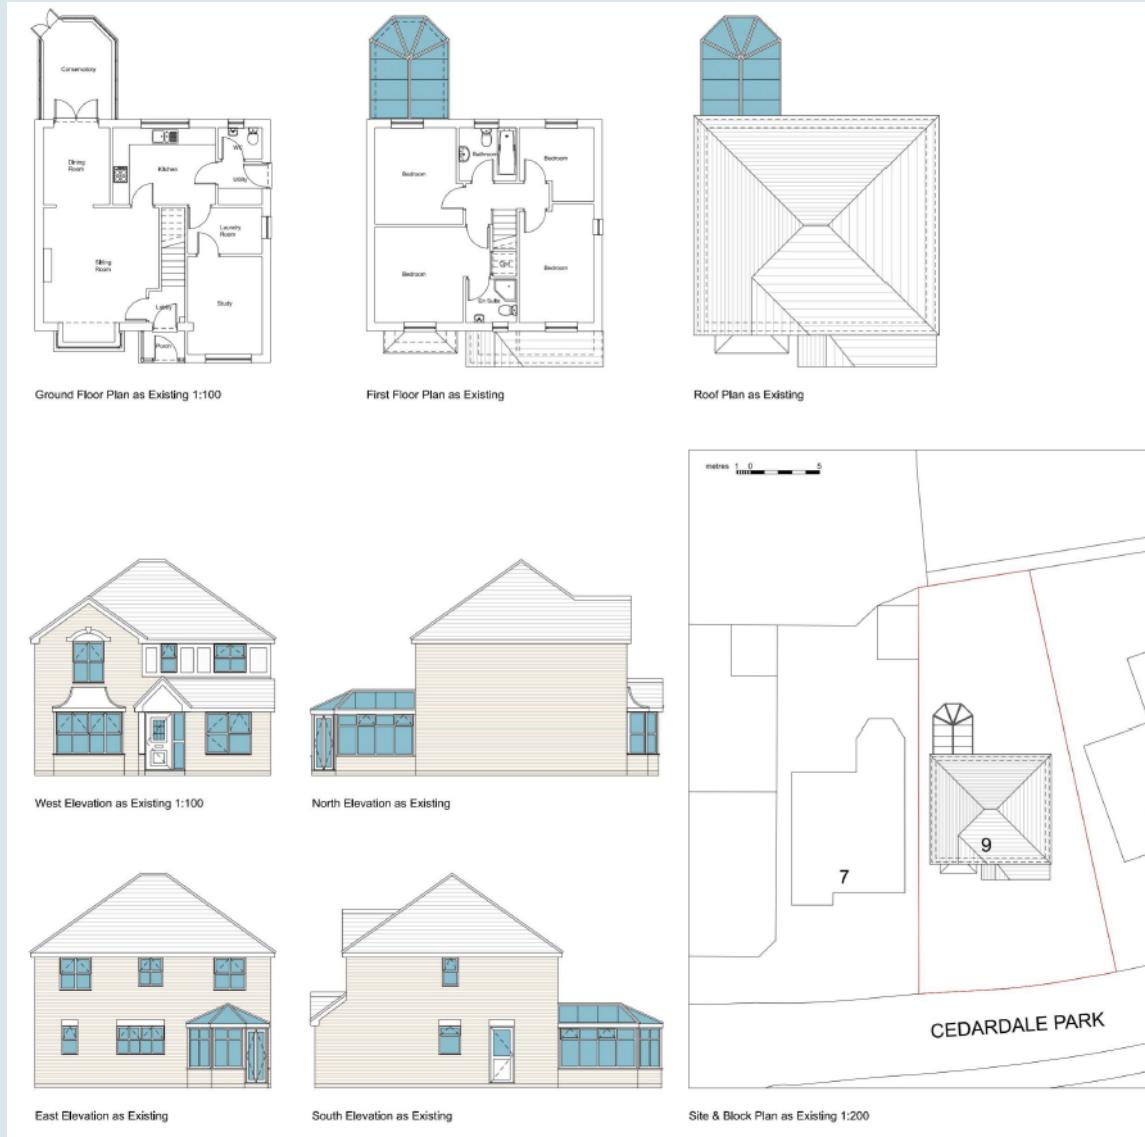 Conservatory
Dining
Room
Kitchen
WC
Utility
Laundry
Room
Sitting
Room
Lobby
Study
Porch
Ground Floor Plan as Existing 1:100
Bedroom
Bathroom
Bedroom
Bedroom
Bedroom
En Suite
First Floor Plan as Existing
Roof Plan as Existing
metres 1 0 5
7
9
CEDARDALE PARK
West Elevation as Existing 1:100
North Elevation as Existing
East Elevation as Existing
South Elevation as Existing
Site & Block Plan as Existing 1:200